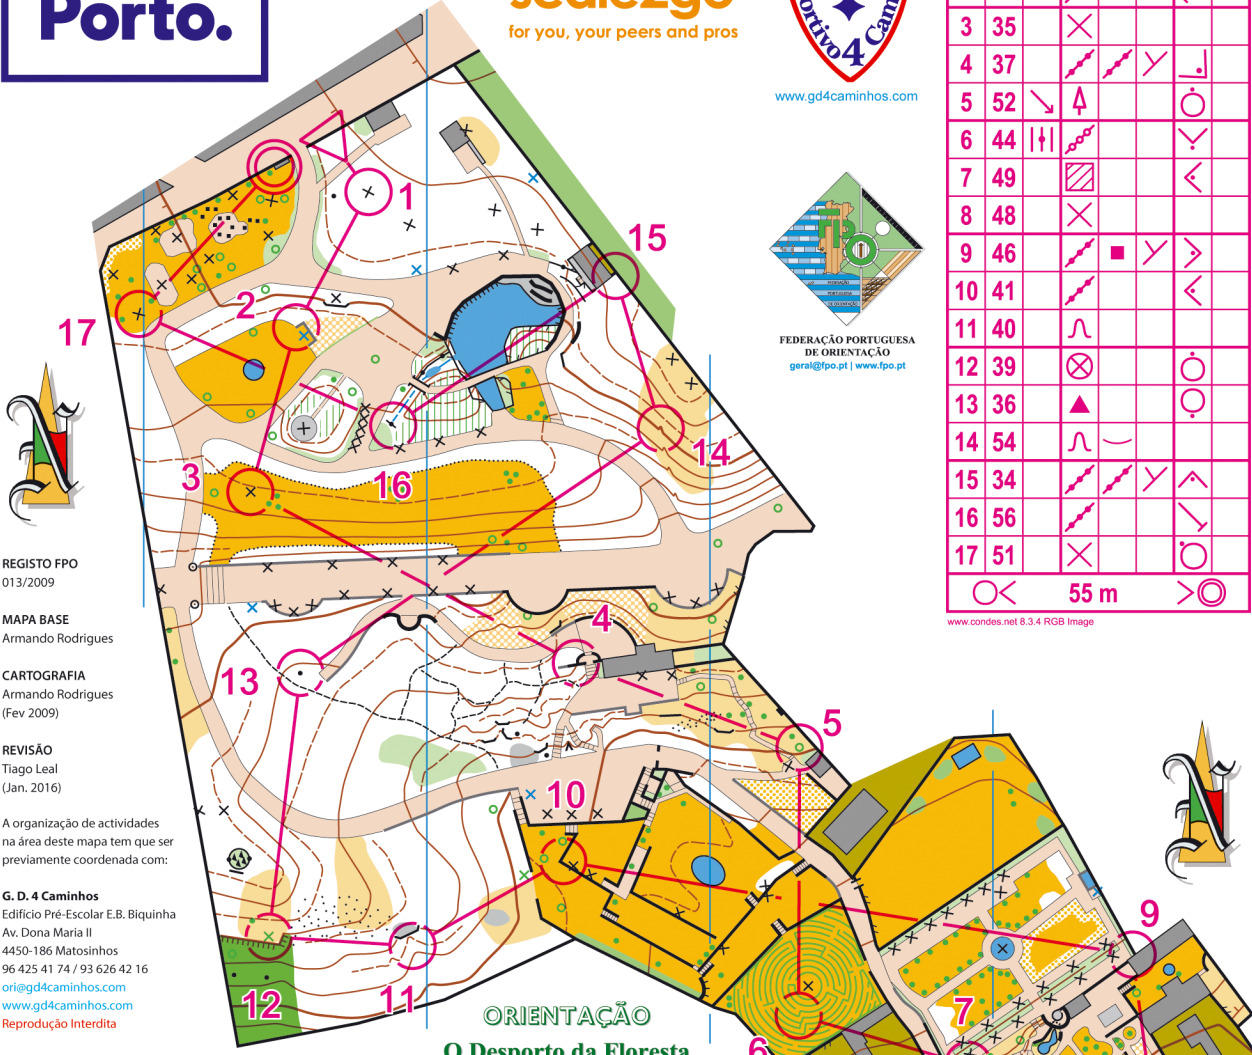 Porto.
scale2go
for you, your peers and pros
Desportivo 4 Caminhos
www.gd4caminhos.com
FEDERAÇÃO
PORTUGUESA
DE ORIENTAÇÃO
FEDERAÇÃO PORTUGUESA
DE ORIENTAÇÃO
geral@fpo.pt | www.fpo.pt
3 35
4 37
5 52
6 44
7 49
8 48
9 46
10 41
11 40
12 39
13 36
14 54
15 34
16 56
17 51
55 m
www.condes.net 8.3.4 RGB Image
1
15
2
17
14
3
16
4
13
5
10
9
12
11
7
6
REGISTO FPO
013/2009
MAPA BASE
Armando Rodrigues
CARTOGRAFIA
Armando Rodrigues
(Fev 2009)
REVISÃO
Tiago Leal
(Jan. 2016)
A organização de actividades
na área deste mapa tem que ser
previamente coordenada com:
G. D. 4 Caminhos
Edifício Pré-Escolar E.B. Biquinha
Av. Dona Maria II
4450-186 Matosinhos
96 425 41 74 / 93 626 42 16
ori@gd4caminhos.com
www.gd4caminhos.com
Reprodução Interdita
ORIENTAÇÃO
O Desporto da Floresta